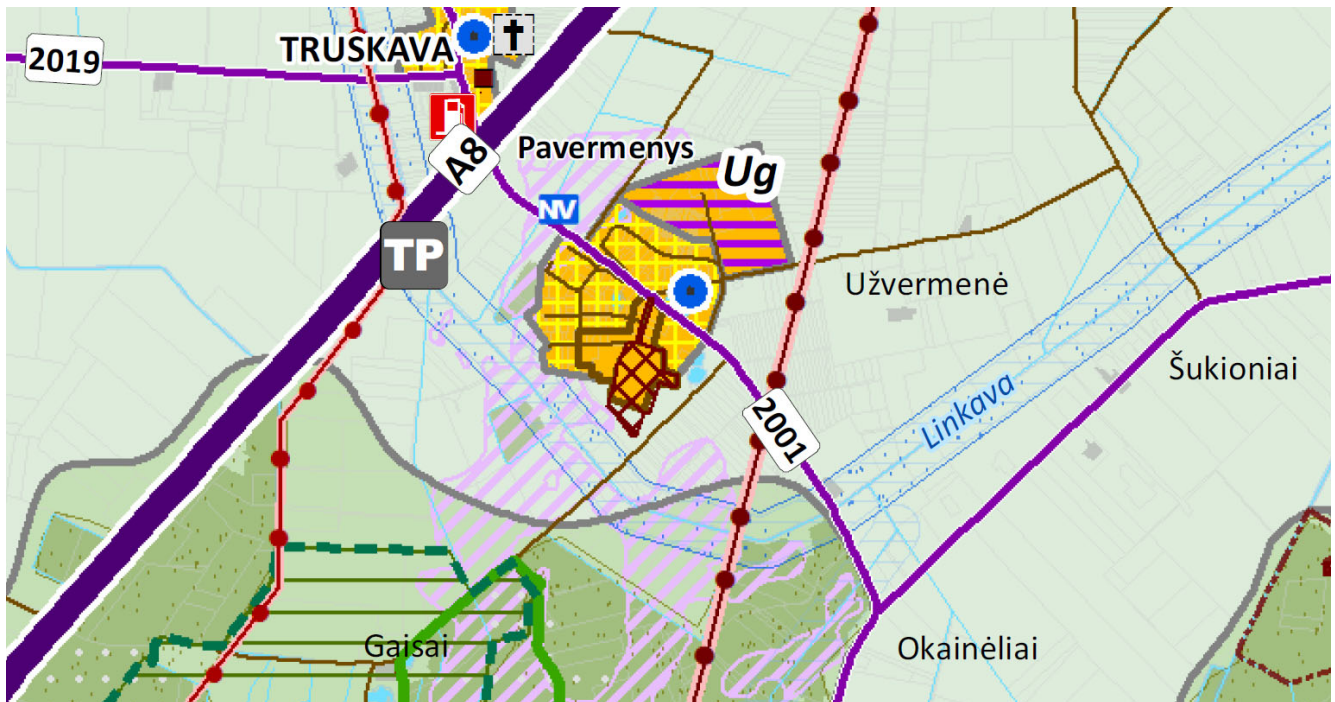 2019
TRUSKAVA
A8
Pavermenys
Ug
NV
TP
Užvermenė
Šukioniai
Linkava
2001
Gaisai
Okainėliai